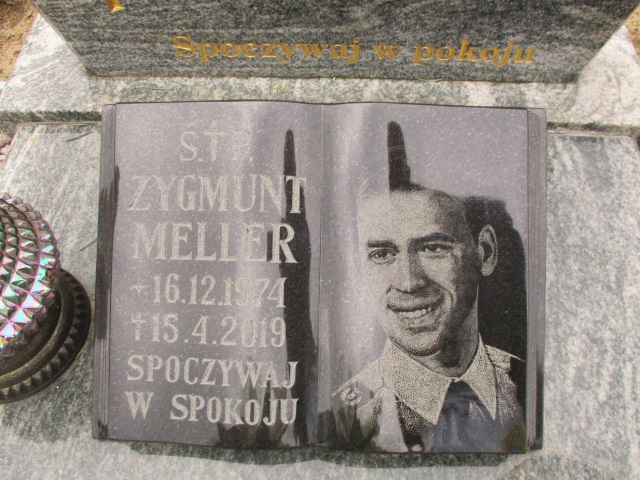 Spoczywaj w pokoju
Ś.†P.
ZYGMUNT
MELLER
*16.12.1974
†15.4.2019
SPOCZYWAJ
W SPOKOJU